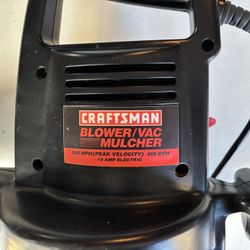 CRAFTSMAN
BLOWER/VAC
MULCHER
200 MPH (PEAK VELOCITY) 410 CFM
12 AMP ELECTRIC